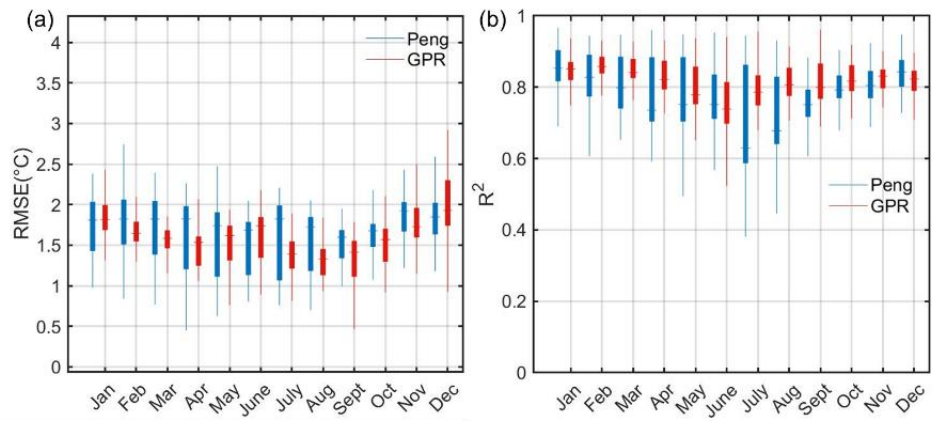 (a)
Peng
GPR
RMSE(°C)
4
3.5
3
2.5
2
1.5
1
0.5
0
Jan Feb Mar Apr May June July Aug Sept Oct Nov Dec
(b)
R²
1
0.8
0.6
0.4
0.2
0
Peng
GPR
Jan Feb Mar Apr May June July Aug Sept Oct Nov Dec